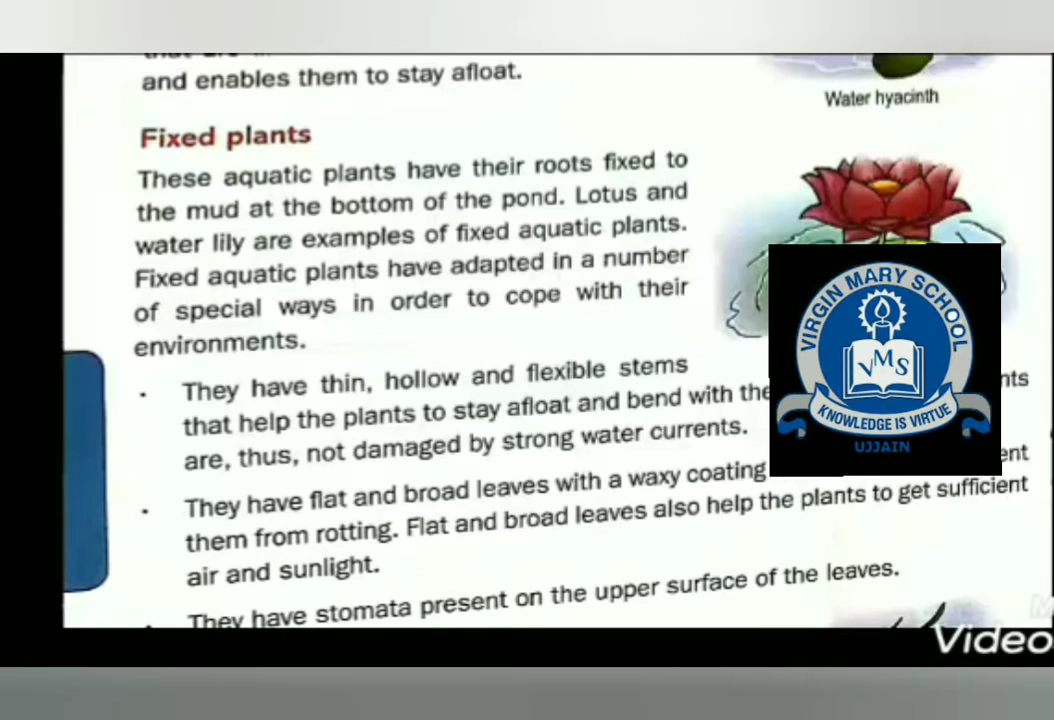 and enables them to stay afloat.
Water hyacinth
Fixed plants
These aquatic plants have their roots fixed to
the mud at the bottom of the pond. Lotus and
water lily are examples of fixed aquatic plants.
Fixed aquatic plants have adapted in a number
of special ways in order to cope with their
environments.
· They have thin, hollow and flexible stems
that help the plants to stay afloat and bend with the
are, thus, not damaged by strong water currents.
· They have flat and broad leaves with a waxy coating
them from rotting. Flat and broad leaves also help the plants to get sufficient
air and sunlight.
· They have stomata present on the upper surface of the leaves.
VIRGIN MARY SCHOOL
VMS
KNOWLEDGE IS VIRTUE
UJJAIN
Video